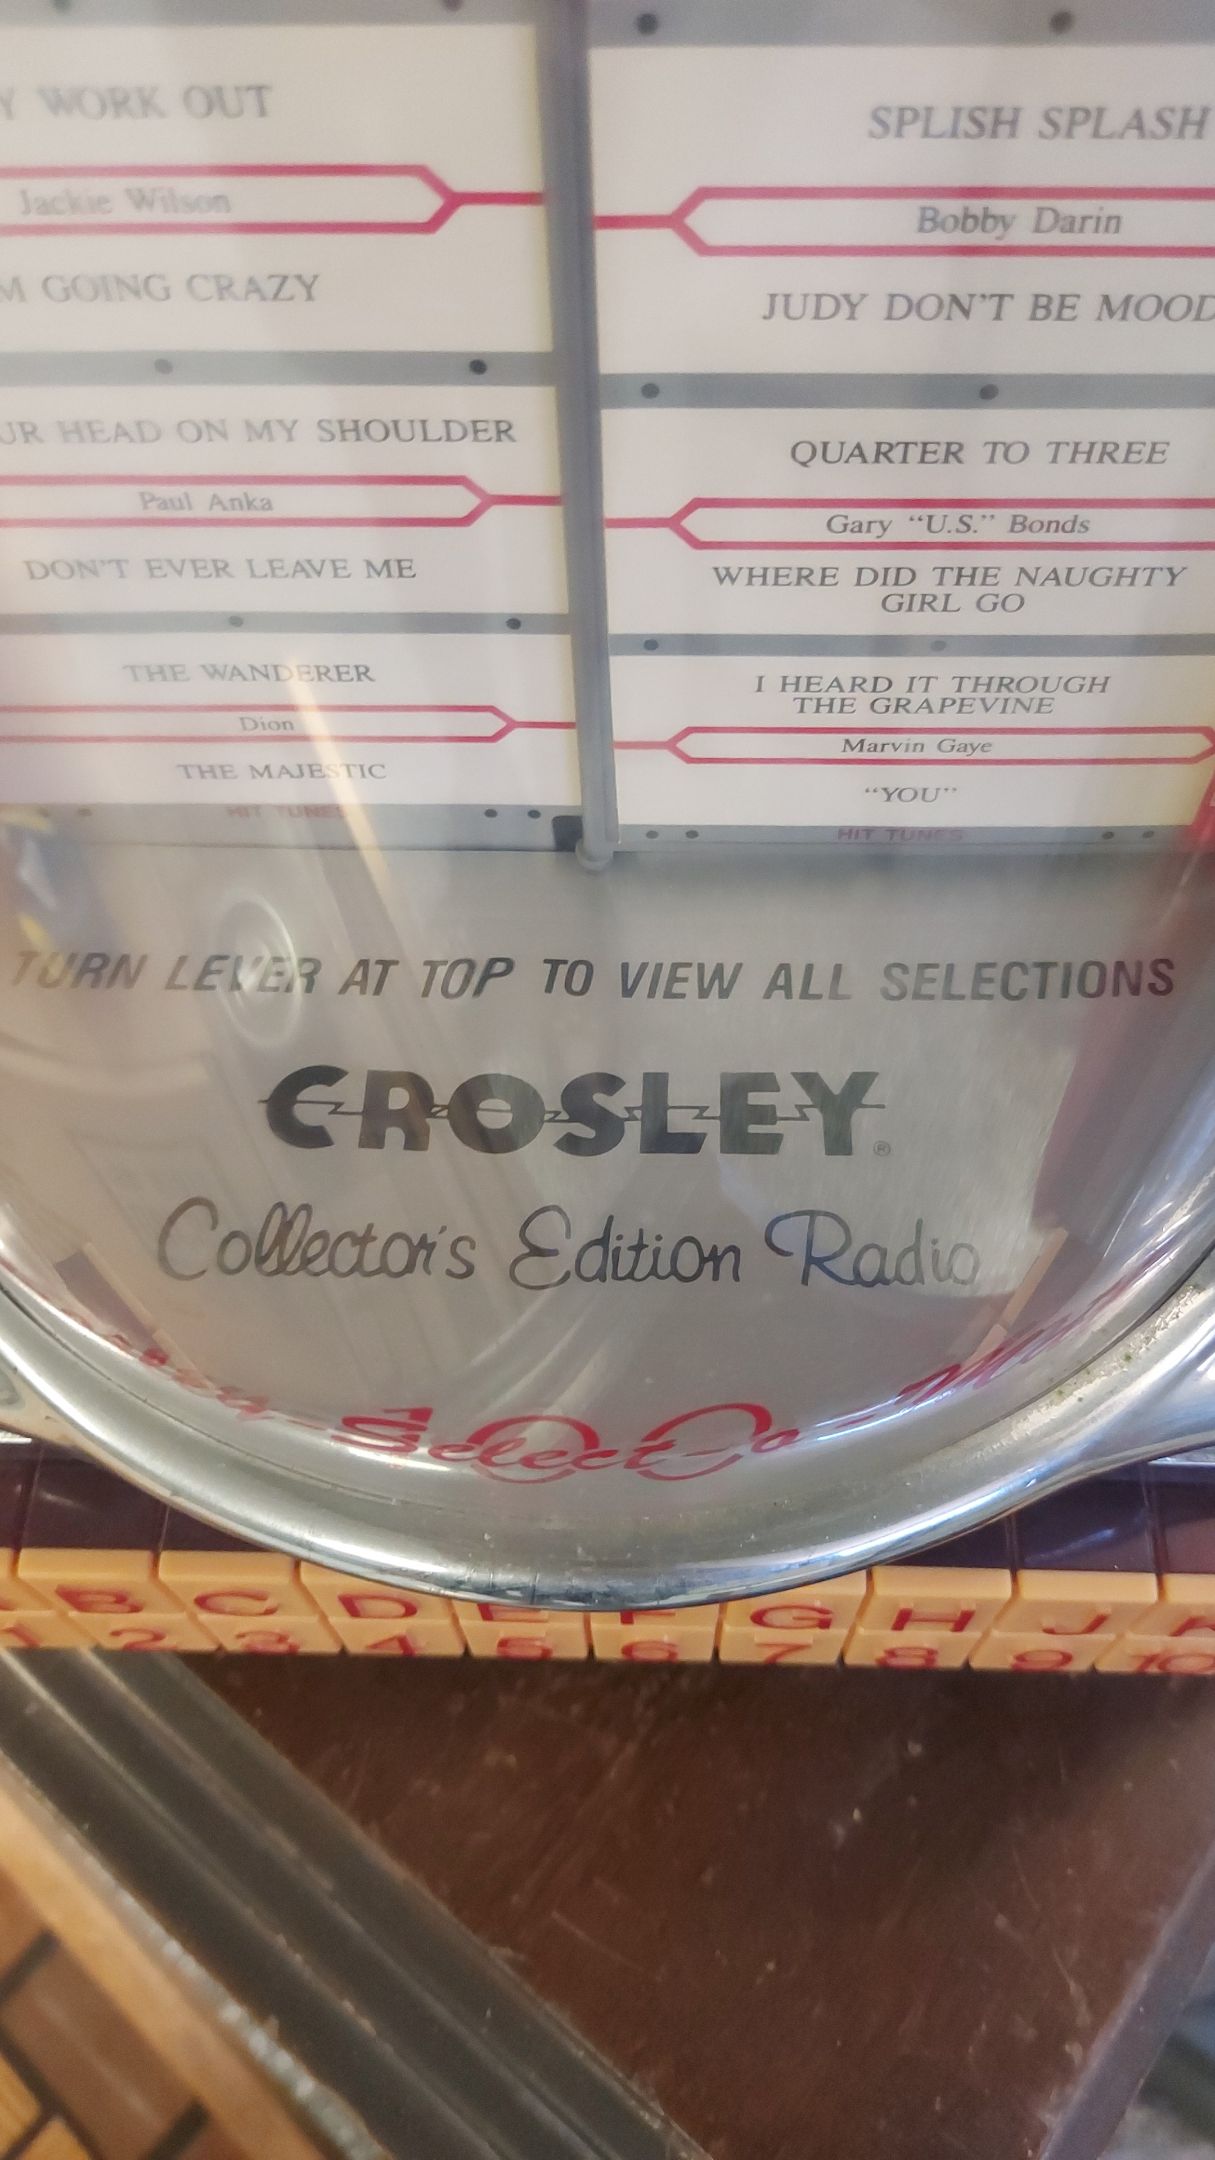 WORK OUT
Jackie Wilson
GOING CRAZY
HEAD ON MY SHOULDER
Paul Anka
DON'T EVER LEAVE ME
THE WANDERER
Dion
THE MAJESTIC
HIT TUNES
SPLISH SPLASH
Bobby Darin
JUDY DON'T BE MOOD
QUARTER TO THREE
Gary “U.S.” Bonds
WHERE DID THE NAUGHTY
GIRL GO
I HEARD IT THROUGH
THE GRAPEVINE
Marvin Gaye
“YOU”
HIT TUNES
TURN LEVER AT TOP TO VIEW ALL SELECTIONS
CROSLEY®
Collector's Edition Radio
Select-o-
B C D E F G H J K
1 2 3 4 5 6 7 8 9 10